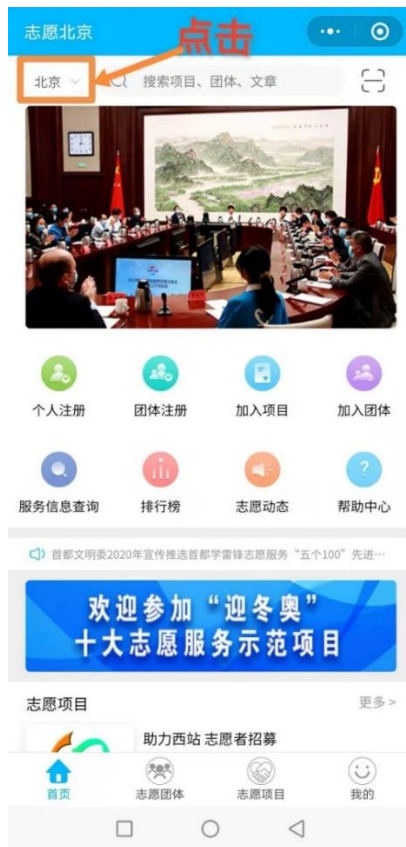 志愿北京
点击
北京
搜索项目、团体、文章
个人注册
团体注册
加入项目
加入团体
服务信息查询
排行榜
志愿动态
帮助中心
首都文明委2020年宣传推选首都学雷锋志愿服务“五个100”先进…
欢迎参加“迎冬奥”
十大志愿服务示范项目
志愿项目
更多>
助力西站 志愿者招募
首页
志愿团体
志愿项目
我的